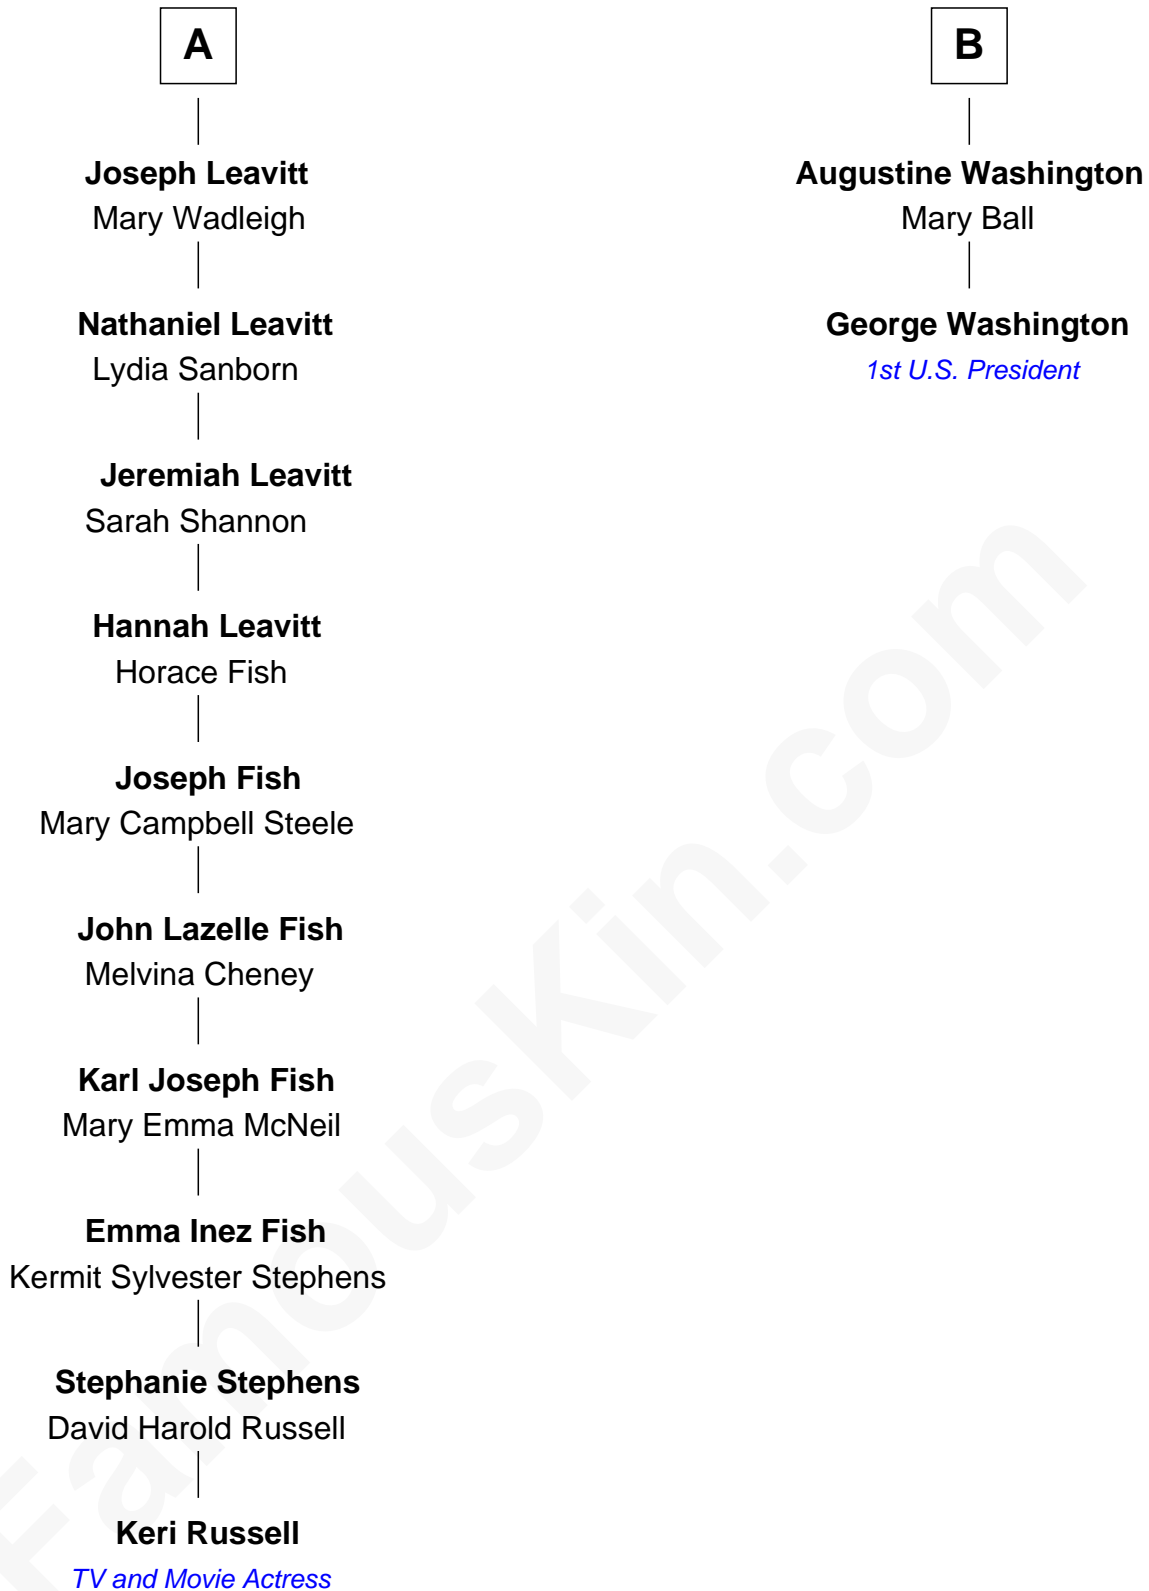 A
Joseph Leavitt
Mary Wadleigh
Nathaniel Leavitt
Lydia Sanborn
Jeremiah Leavitt
Sarah Shannon
Hannah Leavitt
Horace Fish
Joseph Fish
Mary Campbell Steele
John Lazelle Fish
Melvina Cheney
Karl Joseph Fish
Mary Emma McNeil
Emma Inez Fish
Kermit Sylvester Stephens
Stephanie Stephens
David Harold Russell
Keri Russell
TV and Movie Actress
B
Augustine Washington
Mary Ball
George Washington
1st U.S. President
FamousKin.com